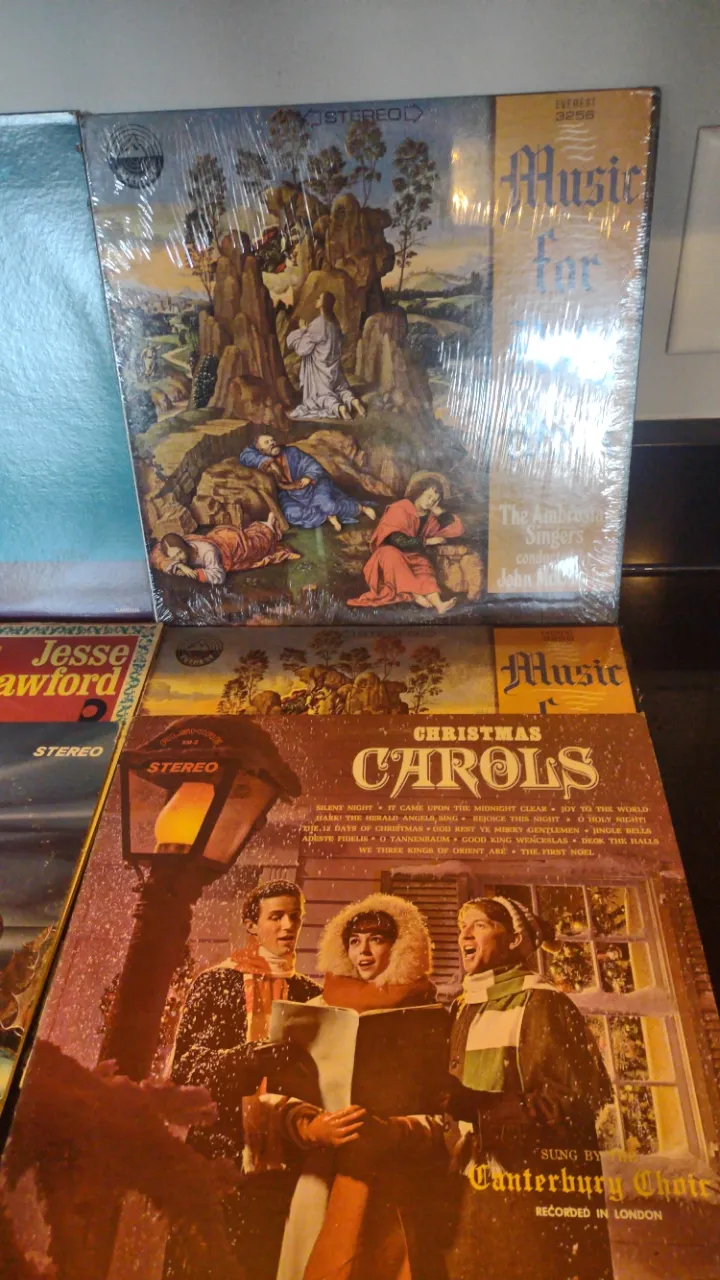 STEREO
EVEREST
3256
Music
for
The Ambrosian
Singers
John
Jesse
awford
STEREO
Music
STEREO
CHRISTMAS
CAROLS
SILENT NIGHT • IT CAME UPON THE MIDNIGHT CLEAR • JOY TO THE WORLD
HARK! THE HERALD ANGELS SING • REJOICE THIS NIGHT • O HOLY NIGHT!
THE 12 DAYS OF CHRISTMAS • GOD REST YE MERRY GENTLEMEN • JINGLE BELLS
ADESTE FIDELIS • O TANNENBAUM • GOOD KING WENCESLAS • DECK THE HALLS
WE THREE KINGS OF ORIENT ARE • THE FIRST NOEL
SUNG BY THE
Canterbury Choir
RECORDED IN LONDON